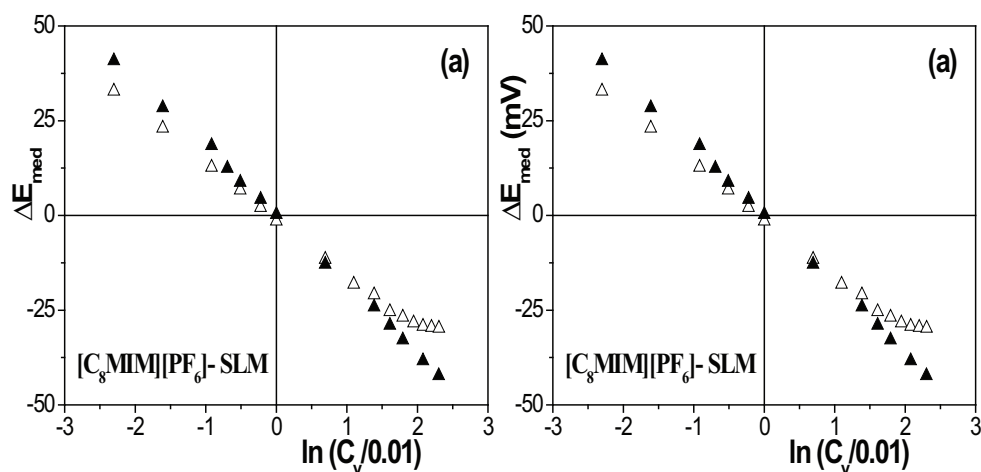 50
25
0
-25
-50
ΔE_med
(a)
[C₈MIM][PF₆]- SLM
-3 -2 -1 0 1 2 3
ln (C_v/0.01)
50
25
0
-25
-50
ΔE_med (mV)
(a)
[C₈MIM][PF₆]- SLM
-3 -2 -1 0 1 2 3
ln (C_v/0.01)